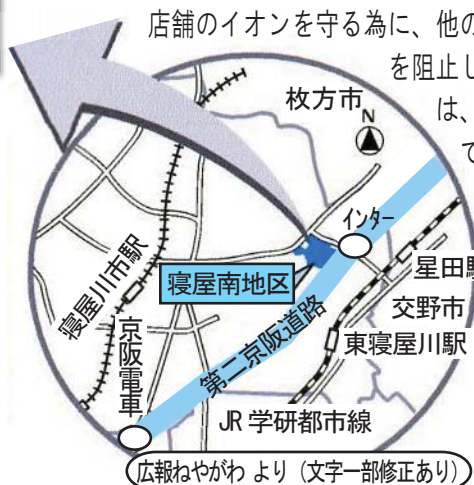 店舗のイオンを守る為に、他の
を阻止し
は、
て
枚方市
N
インター
寝屋川市駅
寝屋南地区
星田駅
交野市
東寝屋川駅
第二京阪道路
京阪電車
JR 学研都市線
広報ねやがわ より（文字一部修正あり）